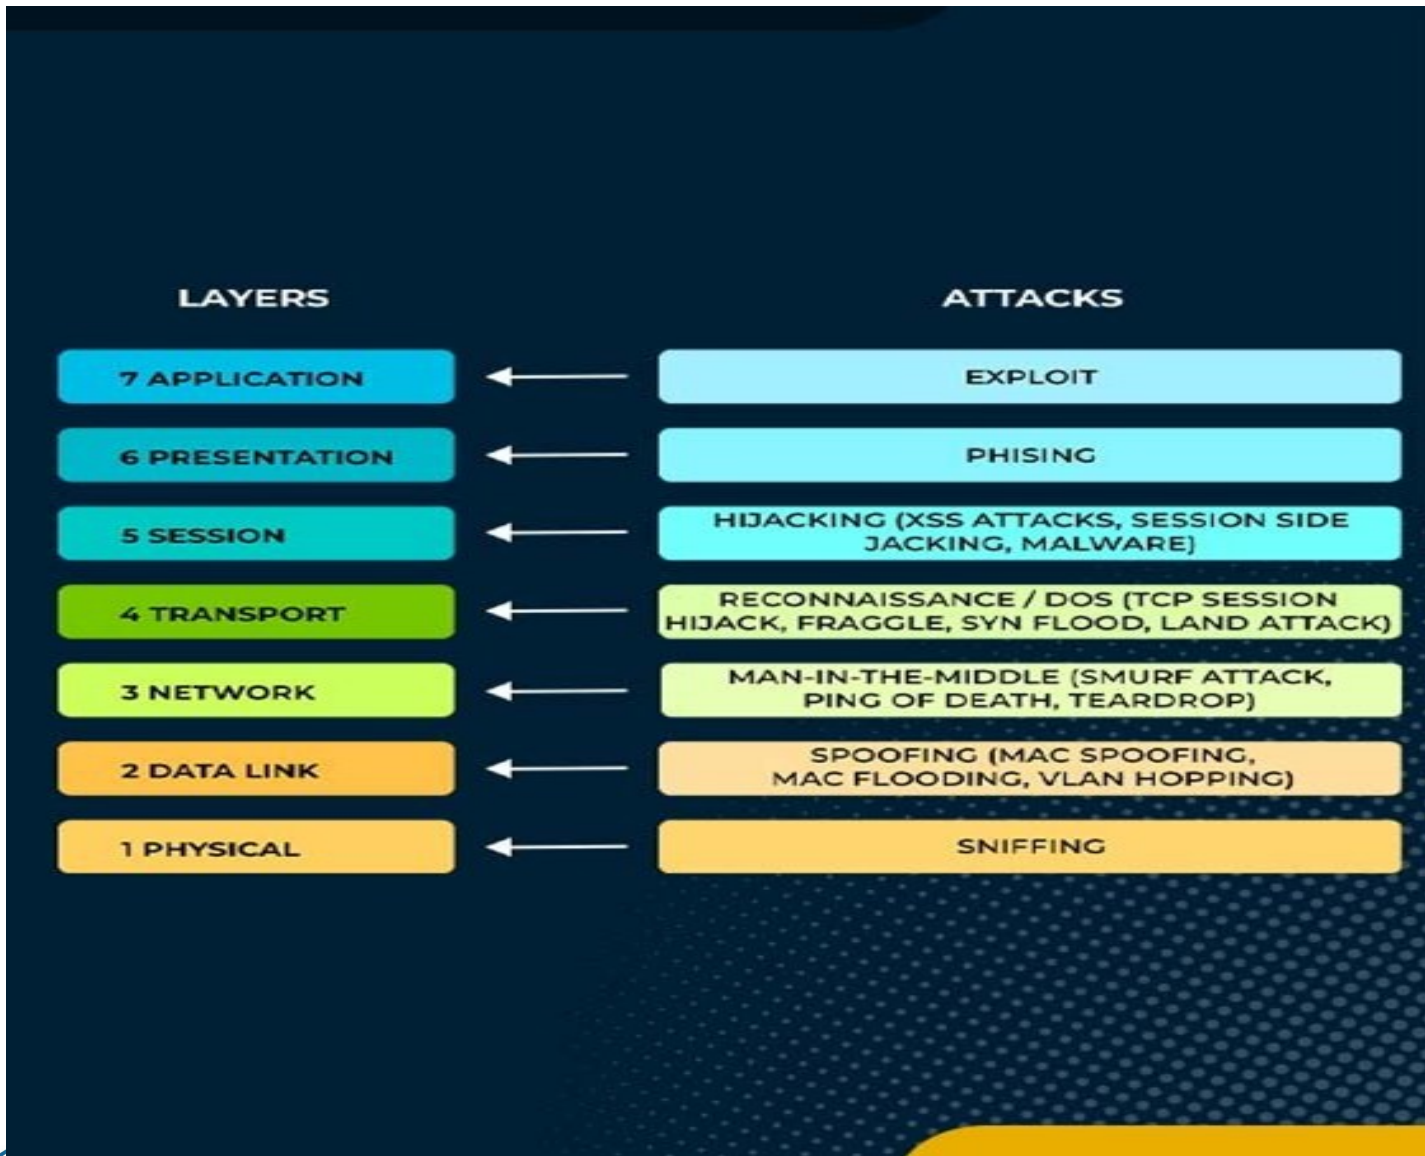 LAYERS
ATTACKS
7 APPLICATION
EXPLOIT
6 PRESENTATION
PHISING
5 SESSION
HIJACKING (XSS ATTACKS, SESSION SIDE
JACKING, MALWARE)
4 TRANSPORT
RECONNAISSANCE / DOS (TCP SESSION
HIJACK, FRAGGLE, SYN FLOOD, LAND ATTACK)
3 NETWORK
MAN-IN-THE-MIDDLE (SMURF ATTACK,
PING OF DEATH, TEARDROP)
2 DATA LINK
SPOOFING (MAC SPOOFING,
MAC FLOODING, VLAN HOPPING)
1 PHYSICAL
SNIFFING